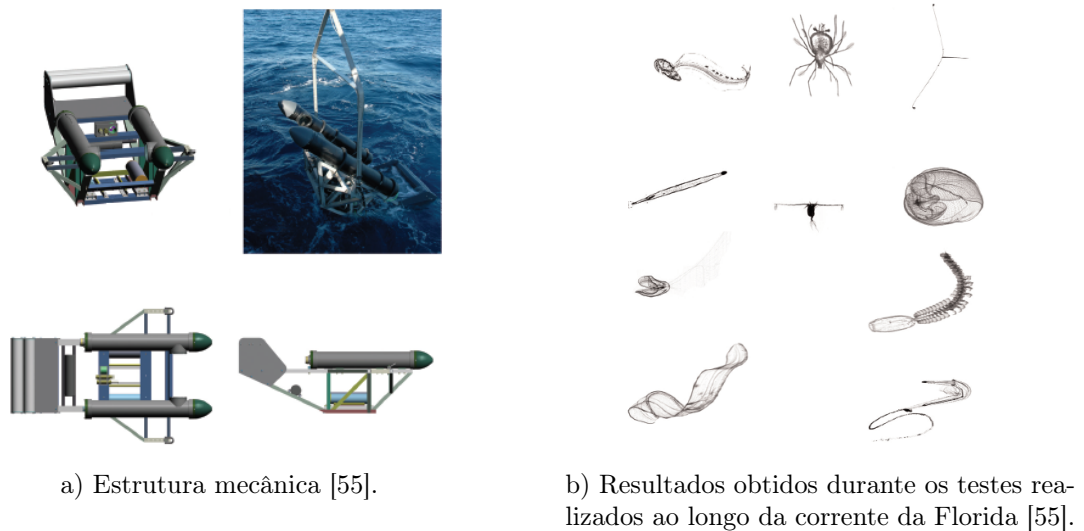 a) Estrutura mecânica [55].
b) Resultados obtidos durante os testes rea-
lizados ao longo da corrente da Florida [55].